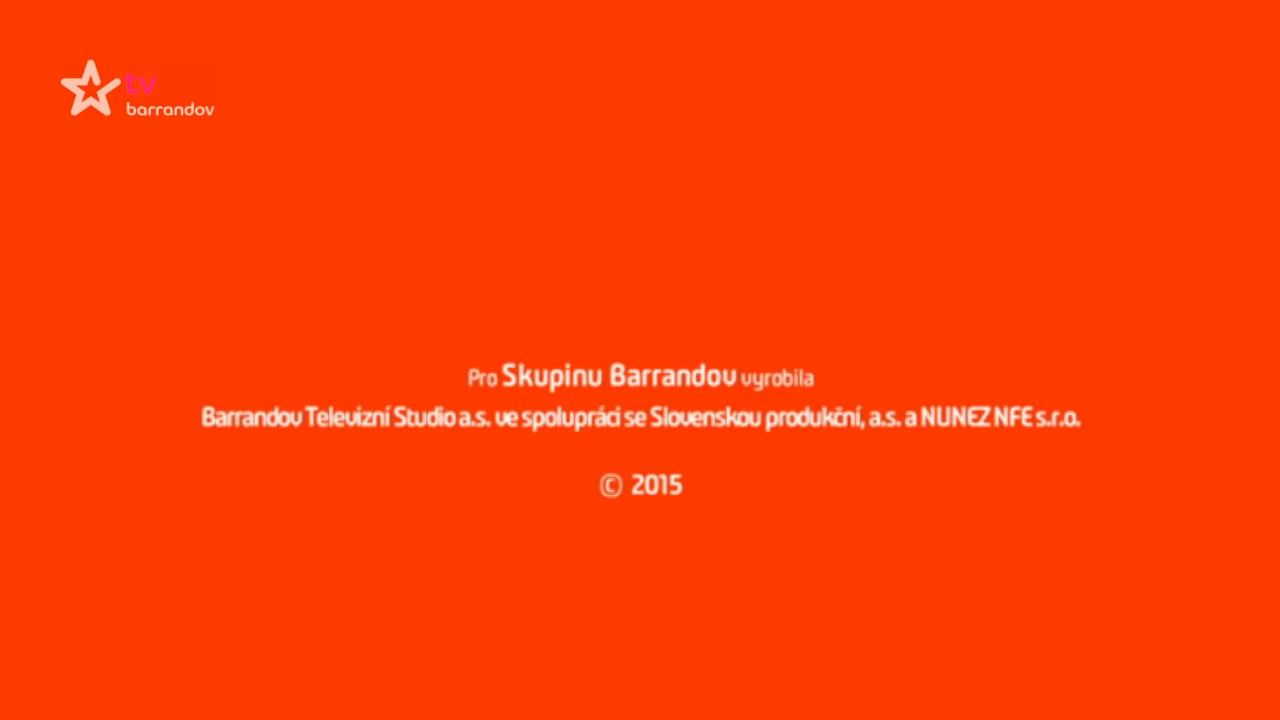 tv
barrandov
Pro Skupinu Barrandov vyrobila
Barrandov Televizní Studio a.s. ve spolupráci se Slovenskou produkční, a.s. a NUNEZ NFE s.r.o.
© 2015